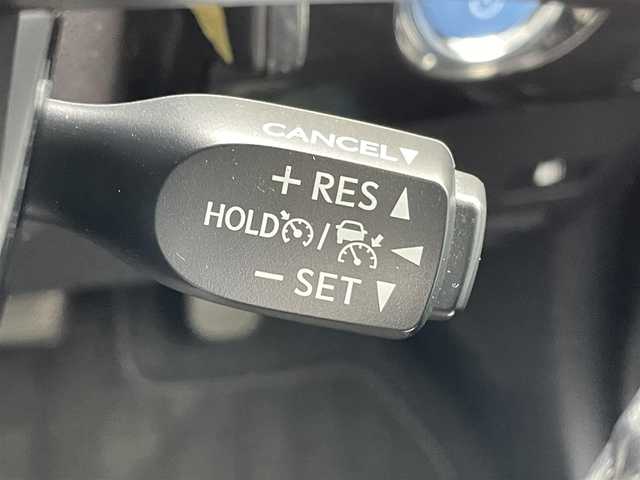 CANCEL▼
+ RES ▲
HOLD / ◀
− SET ▼